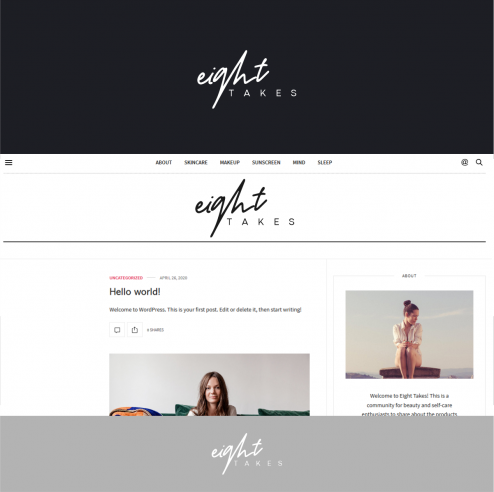 eight
TAKES
ABOUT SKINCARE MAKEUP SUNSCREEN MIND SLEEP
eight
TAKES
UNCATEGORIZED APRIL 28, 2020
Hello world!
Welcome to WordPress. This is your first post. Edit or delete it, then start writing!
4 SHARES
ABOUT
Welcome to Eight Takes! This is a
community for beauty and self-care
enthusiasts to share about the products
eight
TAKES